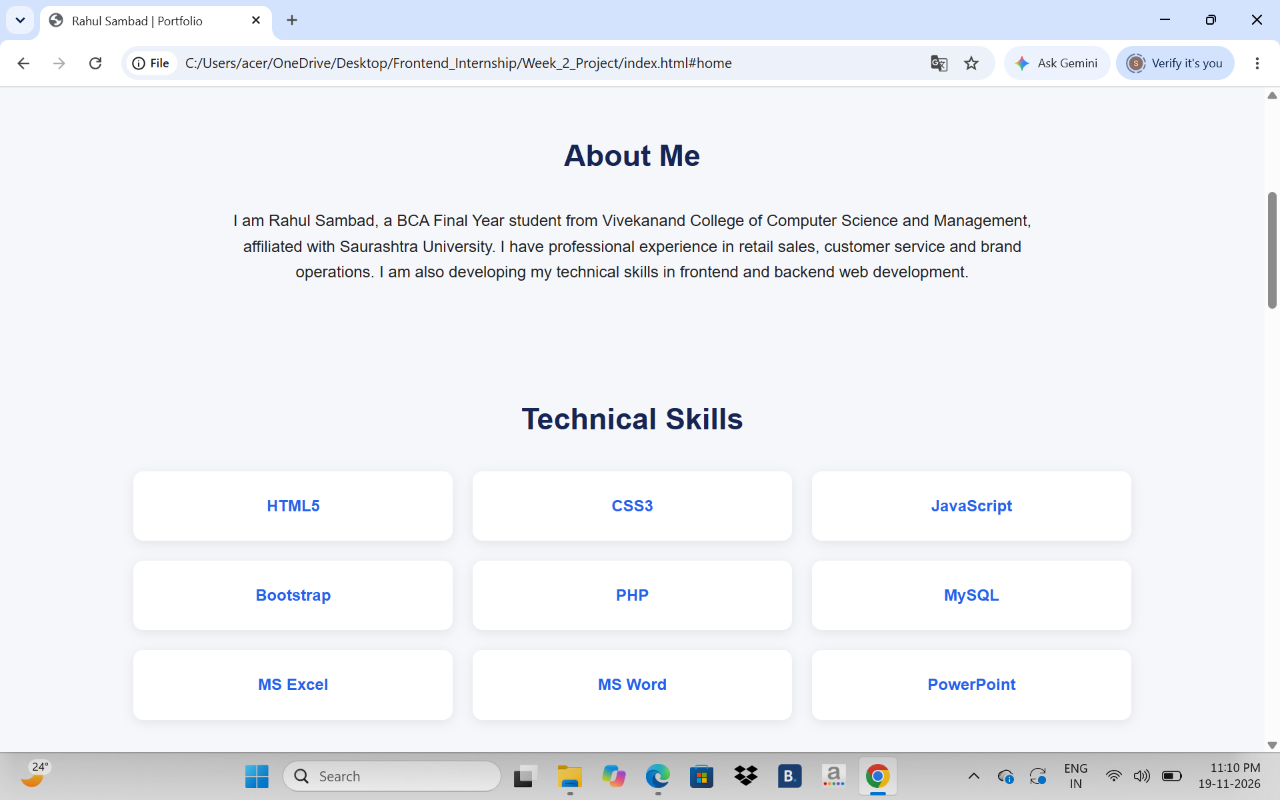 Rahul Sambad | Portfolio
File
C:/Users/acer/OneDrive/Desktop/Frontend_Internship/Week_2_Project/index.html#home
Ask Gemini
S
Verify it's you
About Me
I am Rahul Sambad, a BCA Final Year student from Vivekanand College of Computer Science and Management,
affiliated with Saurashtra University. I have professional experience in retail sales, customer service and brand
operations. I am also developing my technical skills in frontend and backend web development.
Technical Skills
HTML5
CSS3
JavaScript
Bootstrap
PHP
MySQL
MS Excel
MS Word
PowerPoint
24°
Search
B.
a
ENG
IN
11:10 PM
19-11-2026